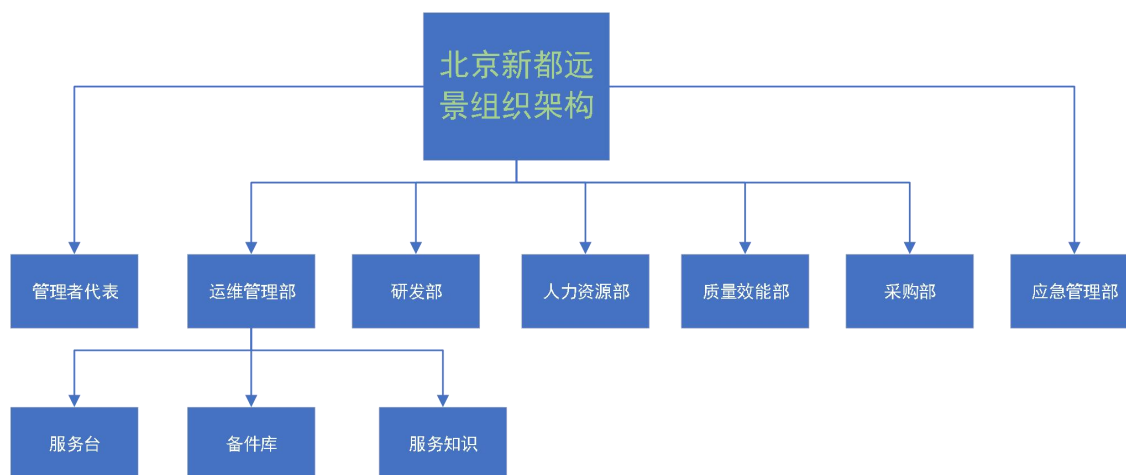 北京新都远
景组织架构
管理者代表
运维管理部
研发部
人力资源部
质量效能部
采购部
应急管理部
服务台
备件库
服务知识